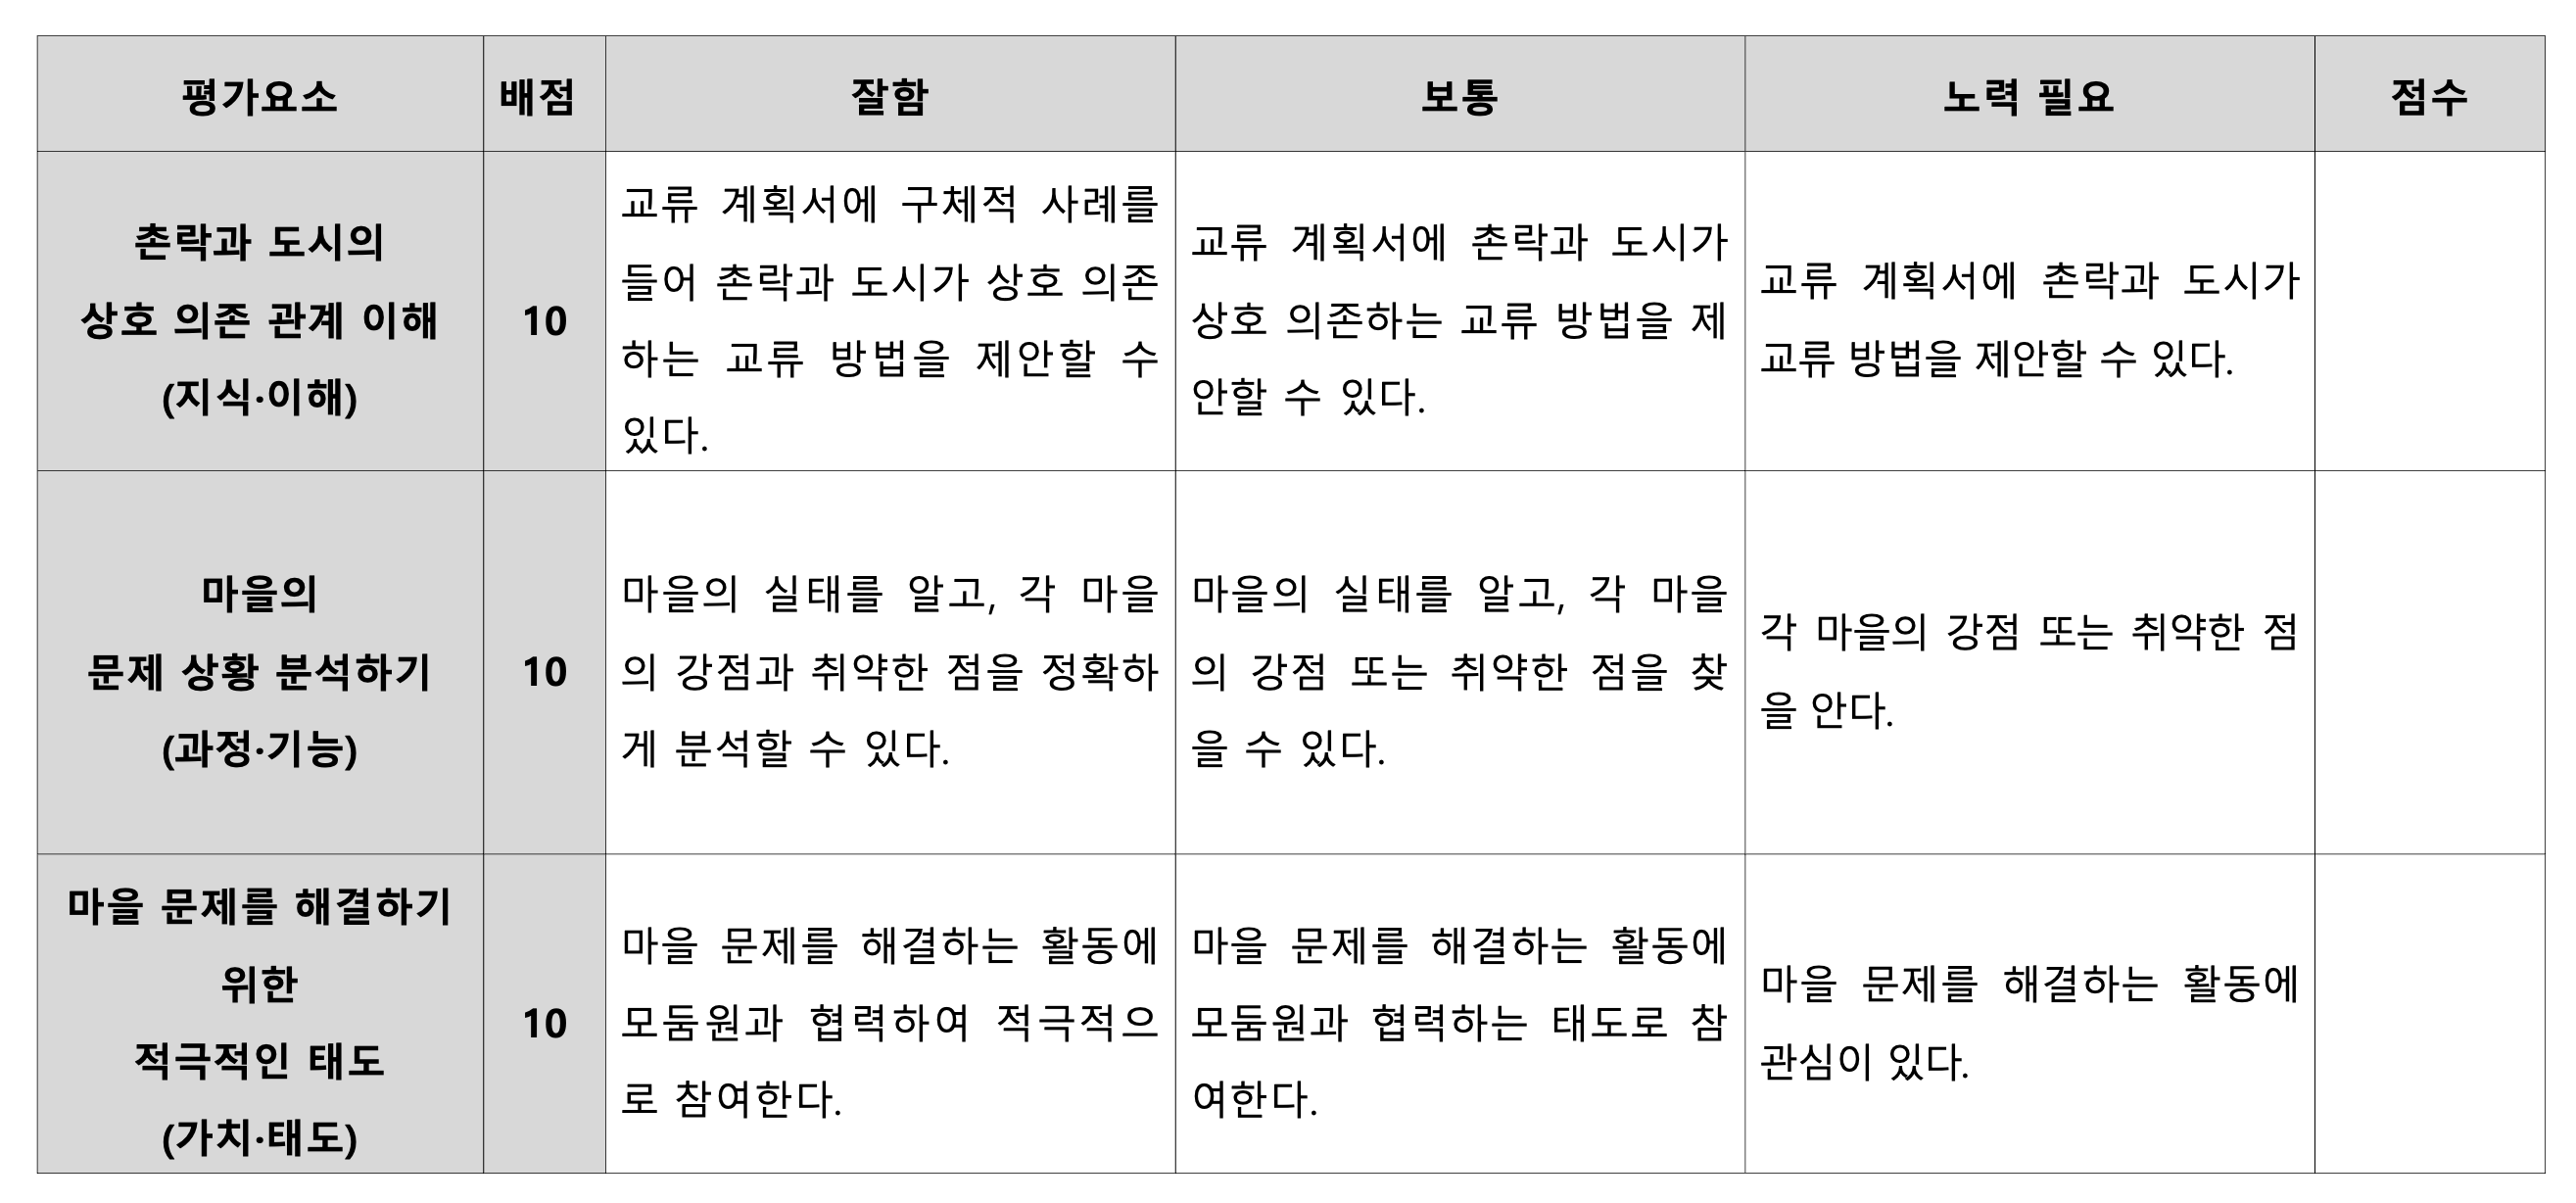 평가요소 배점 잘함 보통 노력 필요 점수
촌락과 도시의
상호 의존 관계 이해
(지식·이해)
10
교류 계획서에 구체적 사례를
들어 촌락과 도시가 상호 의존
하는 교류 방법을 제안할 수
있다.
교류 계획서에 촌락과 도시가
상호 의존하는 교류 방법을 제
안할 수 있다.
교류 계획서에 촌락과 도시가
교류 방법을 제안할 수 있다.
마을의
문제 상황 분석하기
(과정·기능)
10
마을의 실태를 알고, 각 마을
의 강점과 취약한 점을 정확하
게 분석할 수 있다.
마을의 실태를 알고, 각 마을
의 강점 또는 취약한 점을 찾
을 수 있다.
각 마을의 강점 또는 취약한 점
을 안다.
마을 문제를 해결하기
위한
적극적인 태도
(가치·태도)
10
마을 문제를 해결하는 활동에
모둠원과 협력하여 적극적으
로 참여한다.
마을 문제를 해결하는 활동에
모둠원과 협력하는 태도로 참
여한다.
마을 문제를 해결하는 활동에
관심이 있다.